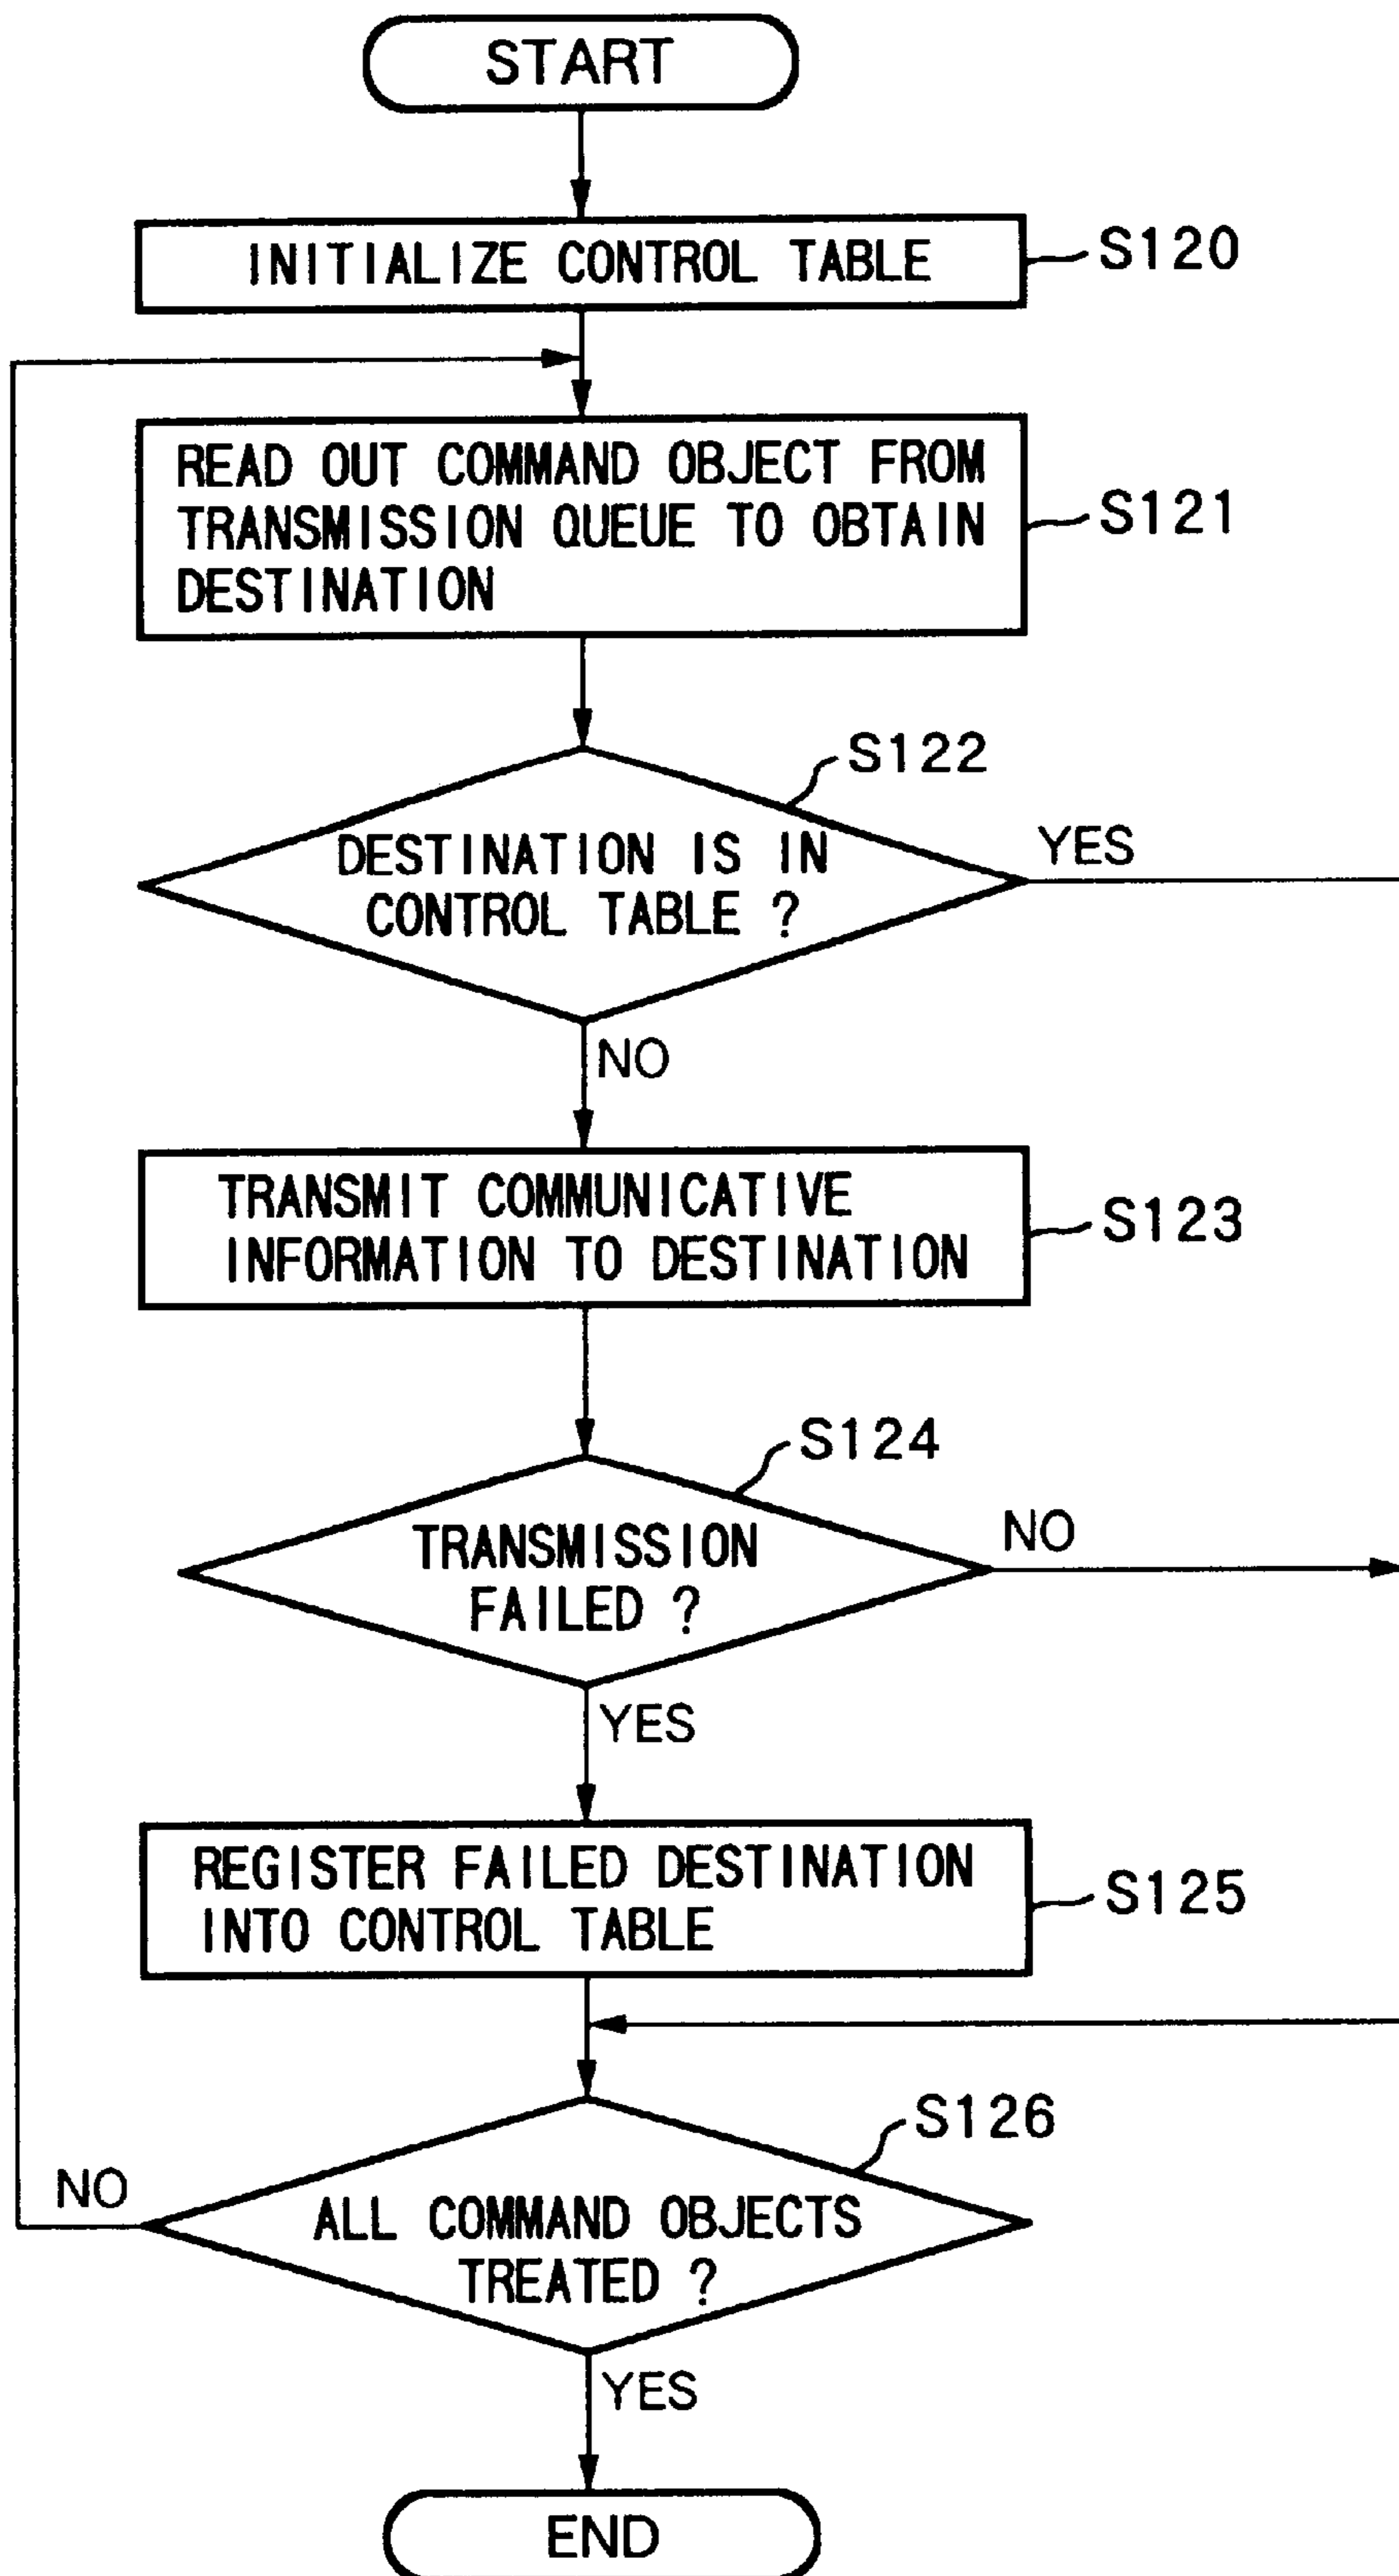 START
INITIALIZE CONTROL TABLE
S120
READ OUT COMMAND OBJECT FROM
TRANSMISSION QUEUE TO OBTAIN
DESTINATION
S121
S122
DESTINATION IS IN
CONTROL TABLE ?
YES
NO
TRANSMIT COMMUNICATIVE
INFORMATION TO DESTINATION
S123
S124
TRANSMISSION
FAILED ?
NO
YES
REGISTER FAILED DESTINATION
INTO CONTROL TABLE
S125
S126
NO
ALL COMMAND OBJECTS
TREATED ?
YES
END